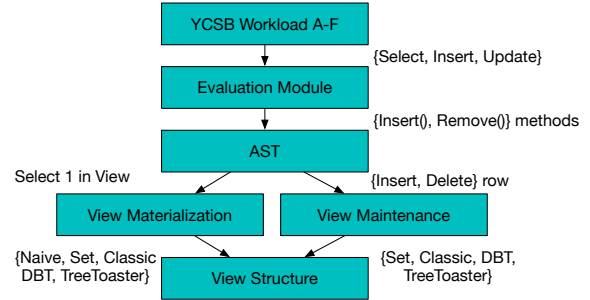 YCSB Workload A-F
{Select, Insert, Update}
Evaluation Module
{Insert(), Remove()} methods
AST
Select 1 in View
{Insert, Delete} row
View Materialization
View Maintenance
{Naive, Set, Classic
DBT, TreeToaster}
{Set, Classic, DBT,
TreeToaster}
View Structure